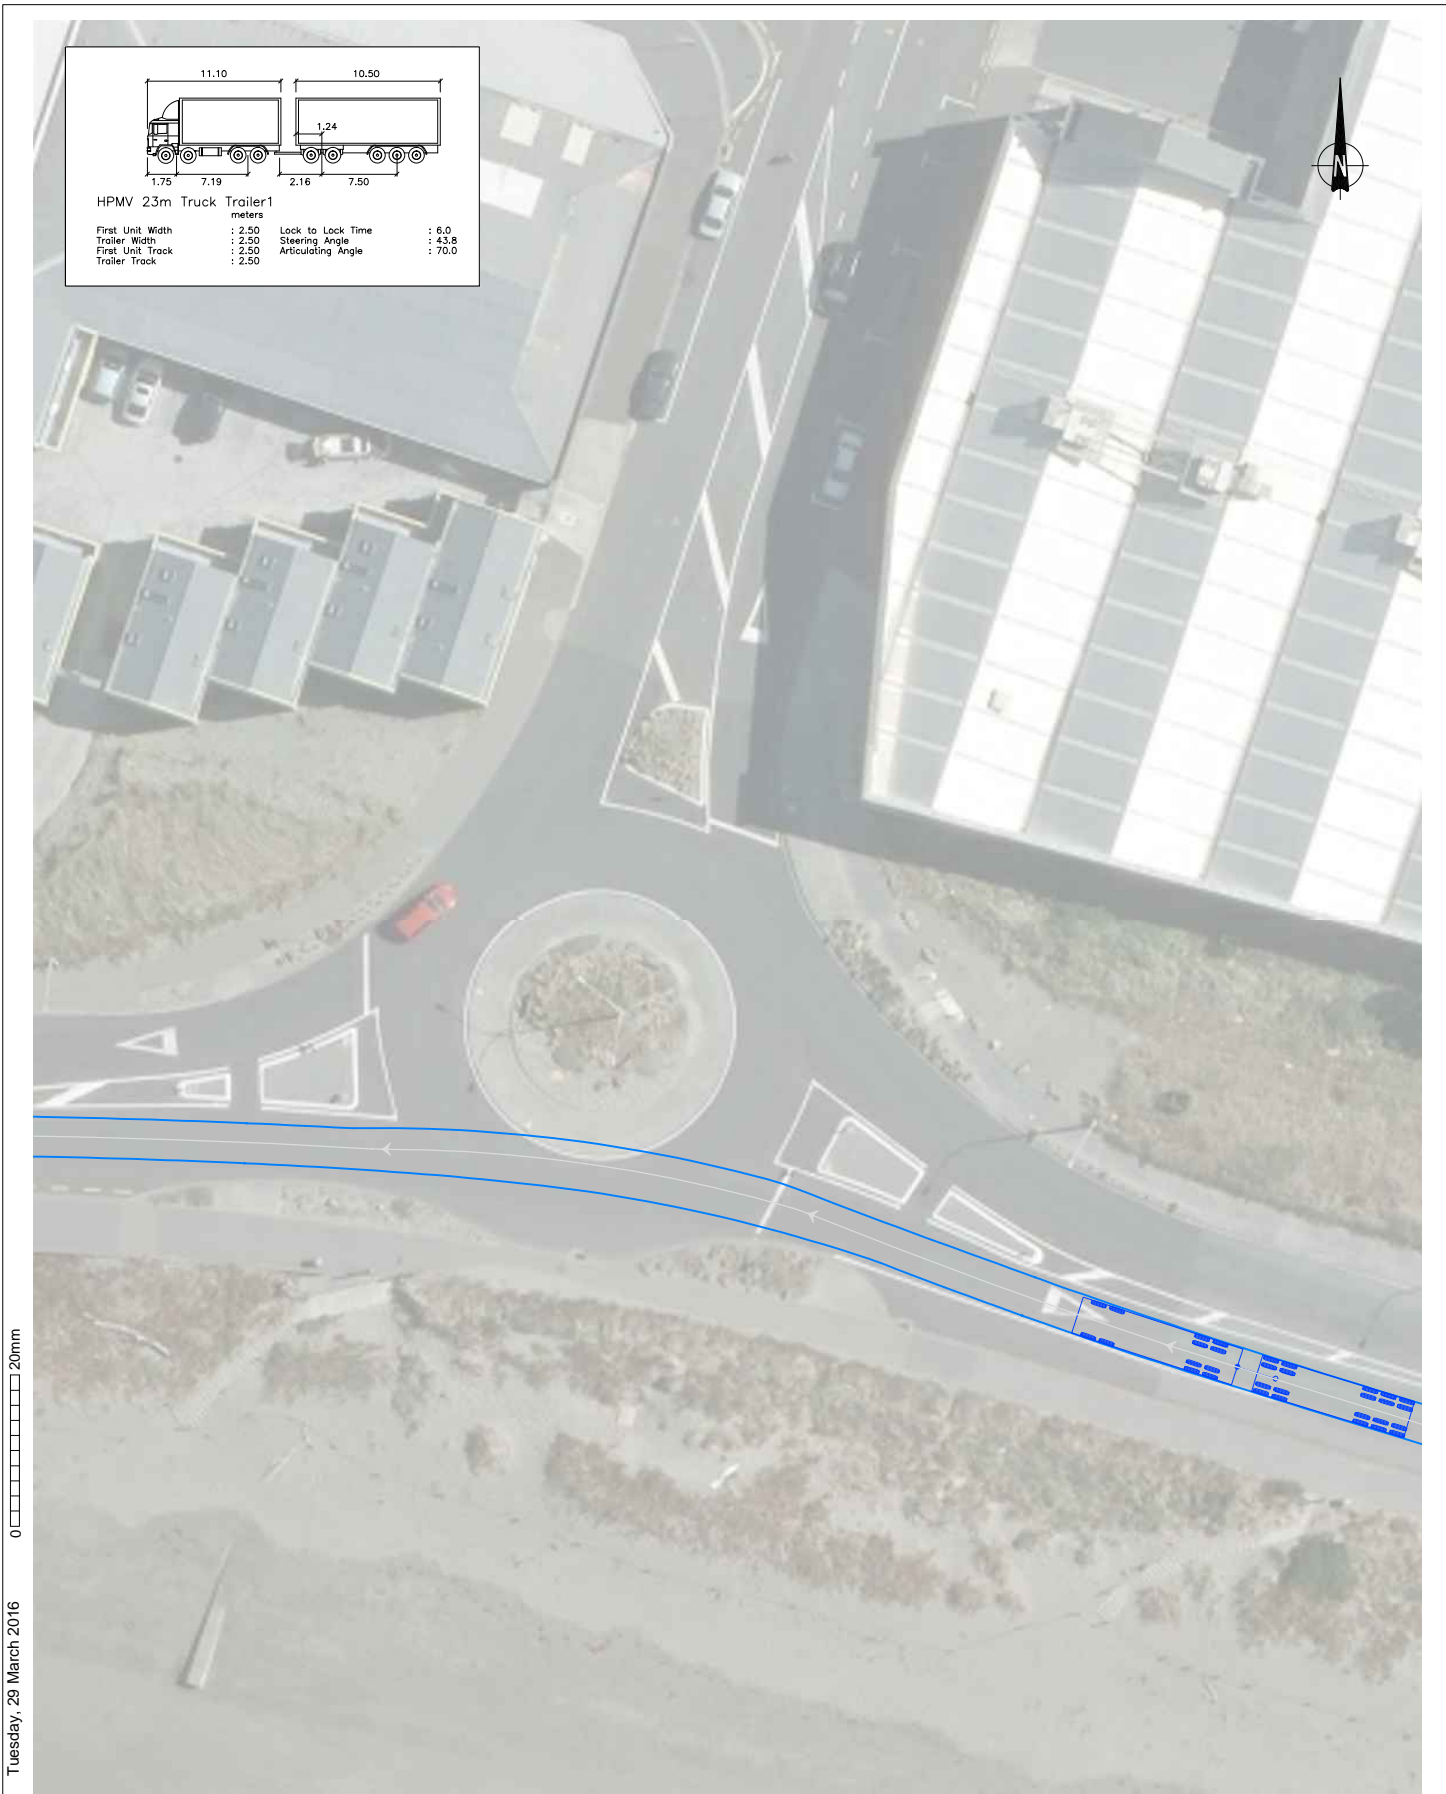 11.10 10.50
1.24
1.75 7.19 2.16 7.50
HPMV 23m Truck Trailer1
meters
First Unit Width : 2.50 Lock to Lock Time : 6.0
Trailer Width : 2.50 Steering Angle : 43.8
First Unit Track : 2.50 Articulating Angle : 70.0
Trailer Track : 2.50
N
0 20mm
Tuesday, 29 March 2016